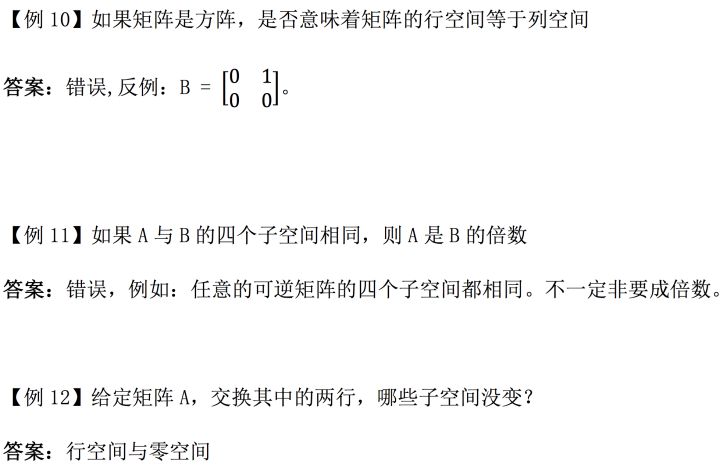 【例 10】如果矩阵是方阵，是否意味着矩阵的行空间等于列空间
答案：错误,反例：B = [0 1
0 0]。
【例 11】如果 A 与 B 的四个子空间相同，则 A 是 B 的倍数
答案：错误，例如：任意的可逆矩阵的四个子空间都相同。不一定非要成倍数。
【例 12】给定矩阵 A，交换其中的两行，哪些子空间没变？
答案：行空间与零空间